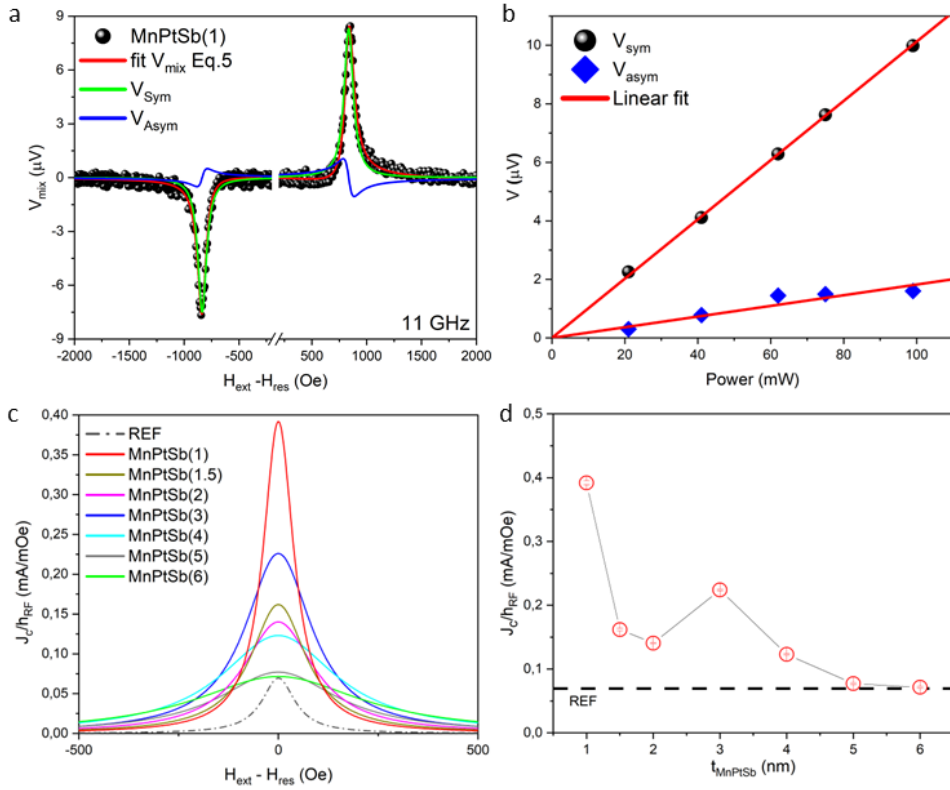 a
9
6
3
0
-3
-6
-9
V_mix (μV)
MnPtSb(1)
fit V_mix Eq.5
V_Sym
V_Asym
11 GHz
-2000 -1500 -1000 -500 500 1000 1500 2000
H_ext -H_res (Oe)
b
10
8
6
4
2
0
V (μV)
V_sym
V_asym
Linear fit
0 20 40 60 80 100
Power (mW)
c
0,40
0,35
0,30
0,25
0,20
0,15
0,10
0,05
0,00
J_c/h_RF (mA/mOe)
REF
MnPtSb(1)
MnPtSb(1.5)
MnPtSb(2)
MnPtSb(3)
MnPtSb(4)
MnPtSb(5)
MnPtSb(6)
-500 0 500
H_ext - H_res (Oe)
d
0,5
0,4
0,3
0,2
0,1
0,0
J_c/h_RF (mA/mOe)
REF
1 2 3 4 5 6
t_MnPtSb (nm)